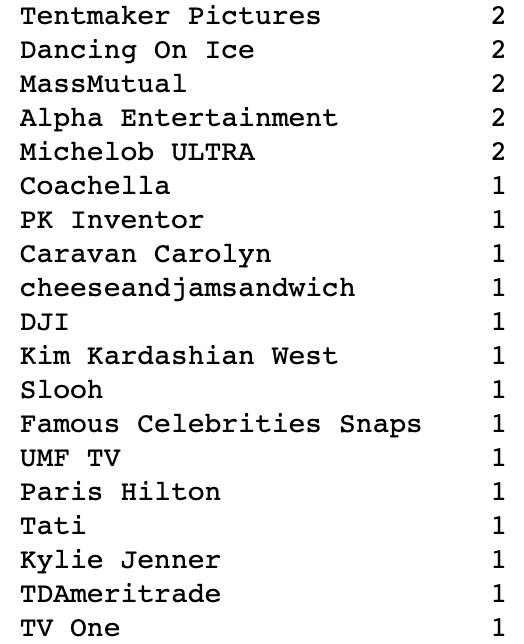 Tentmaker Pictures 2
Dancing On Ice 2
MassMutual 2
Alpha Entertainment 2
Michelob ULTRA 2
Coachella 1
PK Inventor 1
Caravan Carolyn 1
cheeseandjamsandwich 1
DJI 1
Kim Kardashian West 1
Slooh 1
Famous Celebrities Snaps 1
UMF TV 1
Paris Hilton 1
Tati 1
Kylie Jenner 1
TDAmeritrade 1
TV One 1